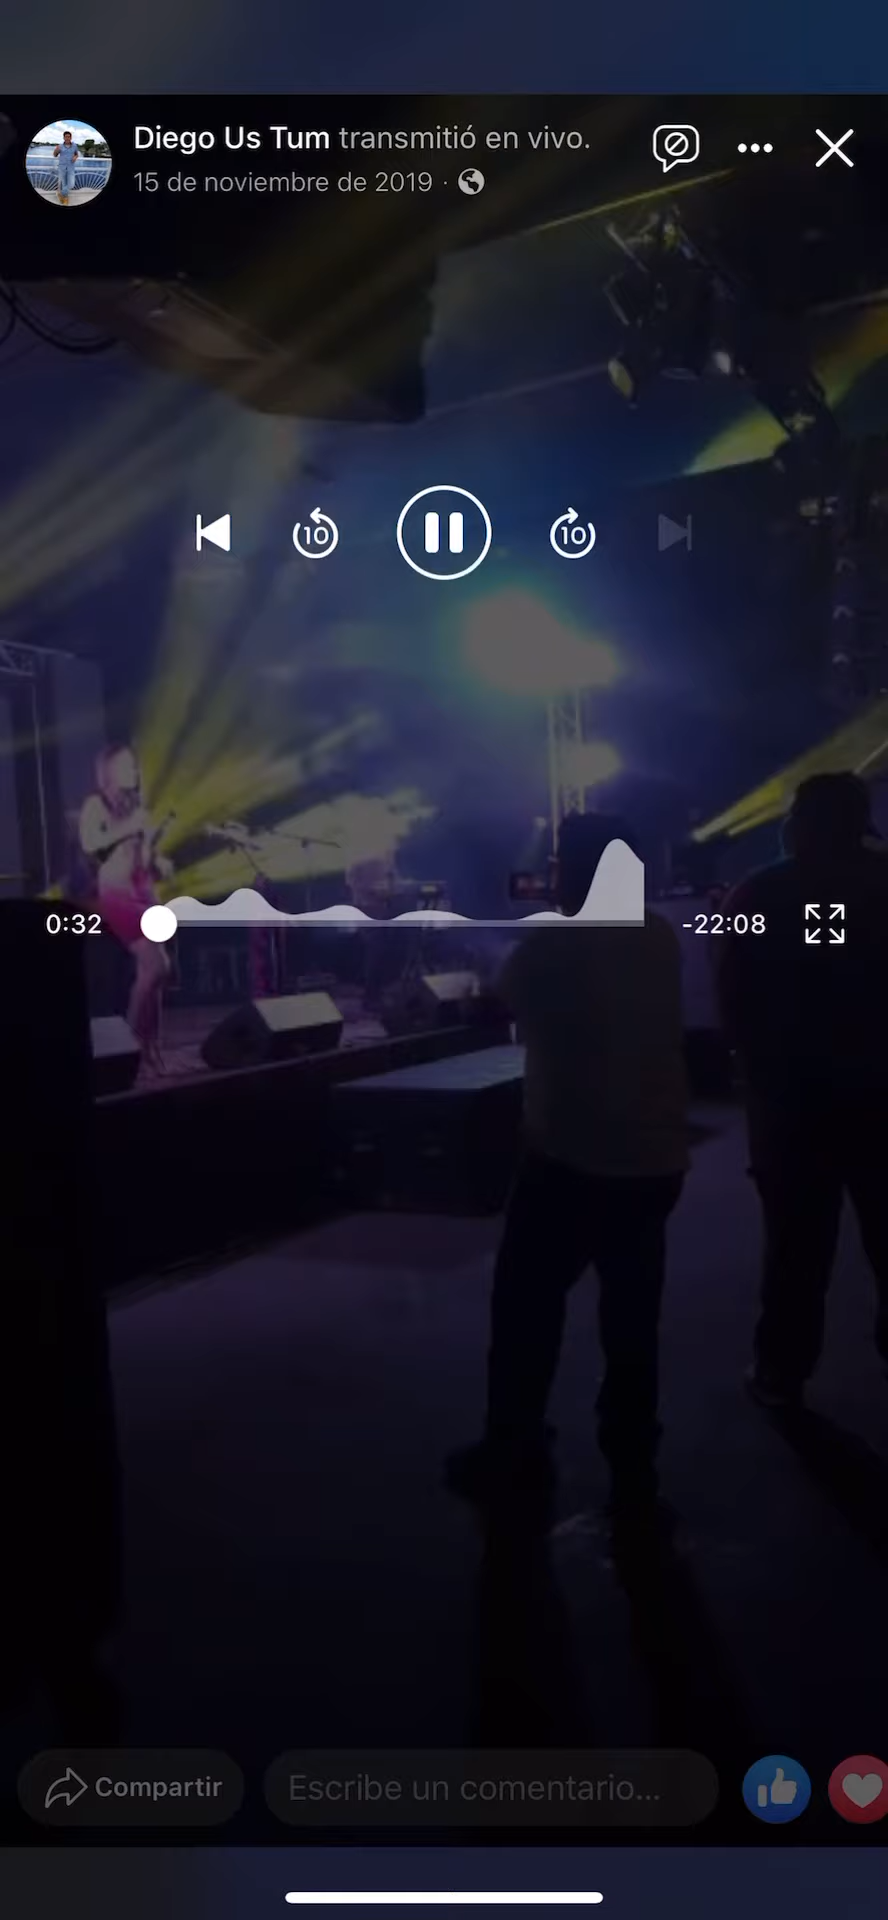 Diego Us Tum transmitió en vivo.
15 de noviembre de 2019 ·
10
10
0:32
-22:08
Compartir
Escribe un comentario...